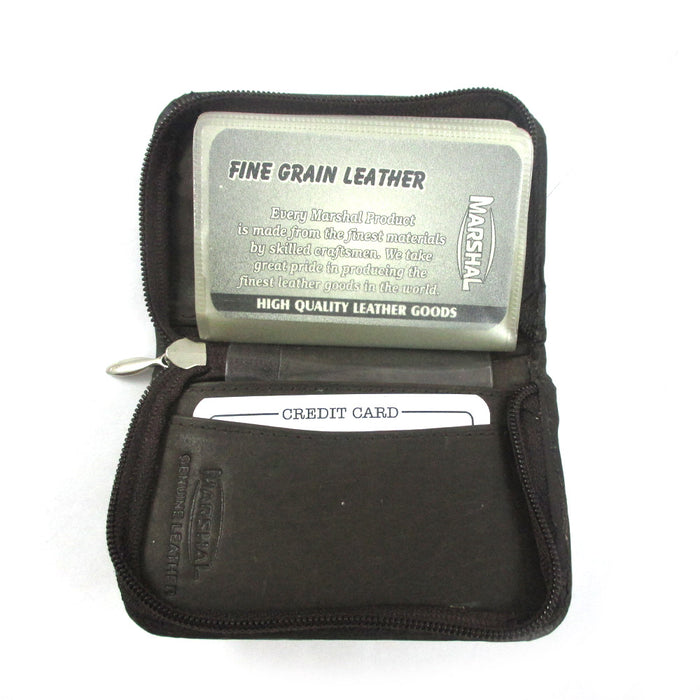 FINE GRAIN LEATHER
MARSHAL
Every Marshal Product
is made from the finest materials
by skilled craftsmen. We take
great pride in producing the
finest leather goods in the world.
HIGH QUALITY LEATHER GOODS
CREDIT CARD
MARSHAL
GENUINE LEATHER